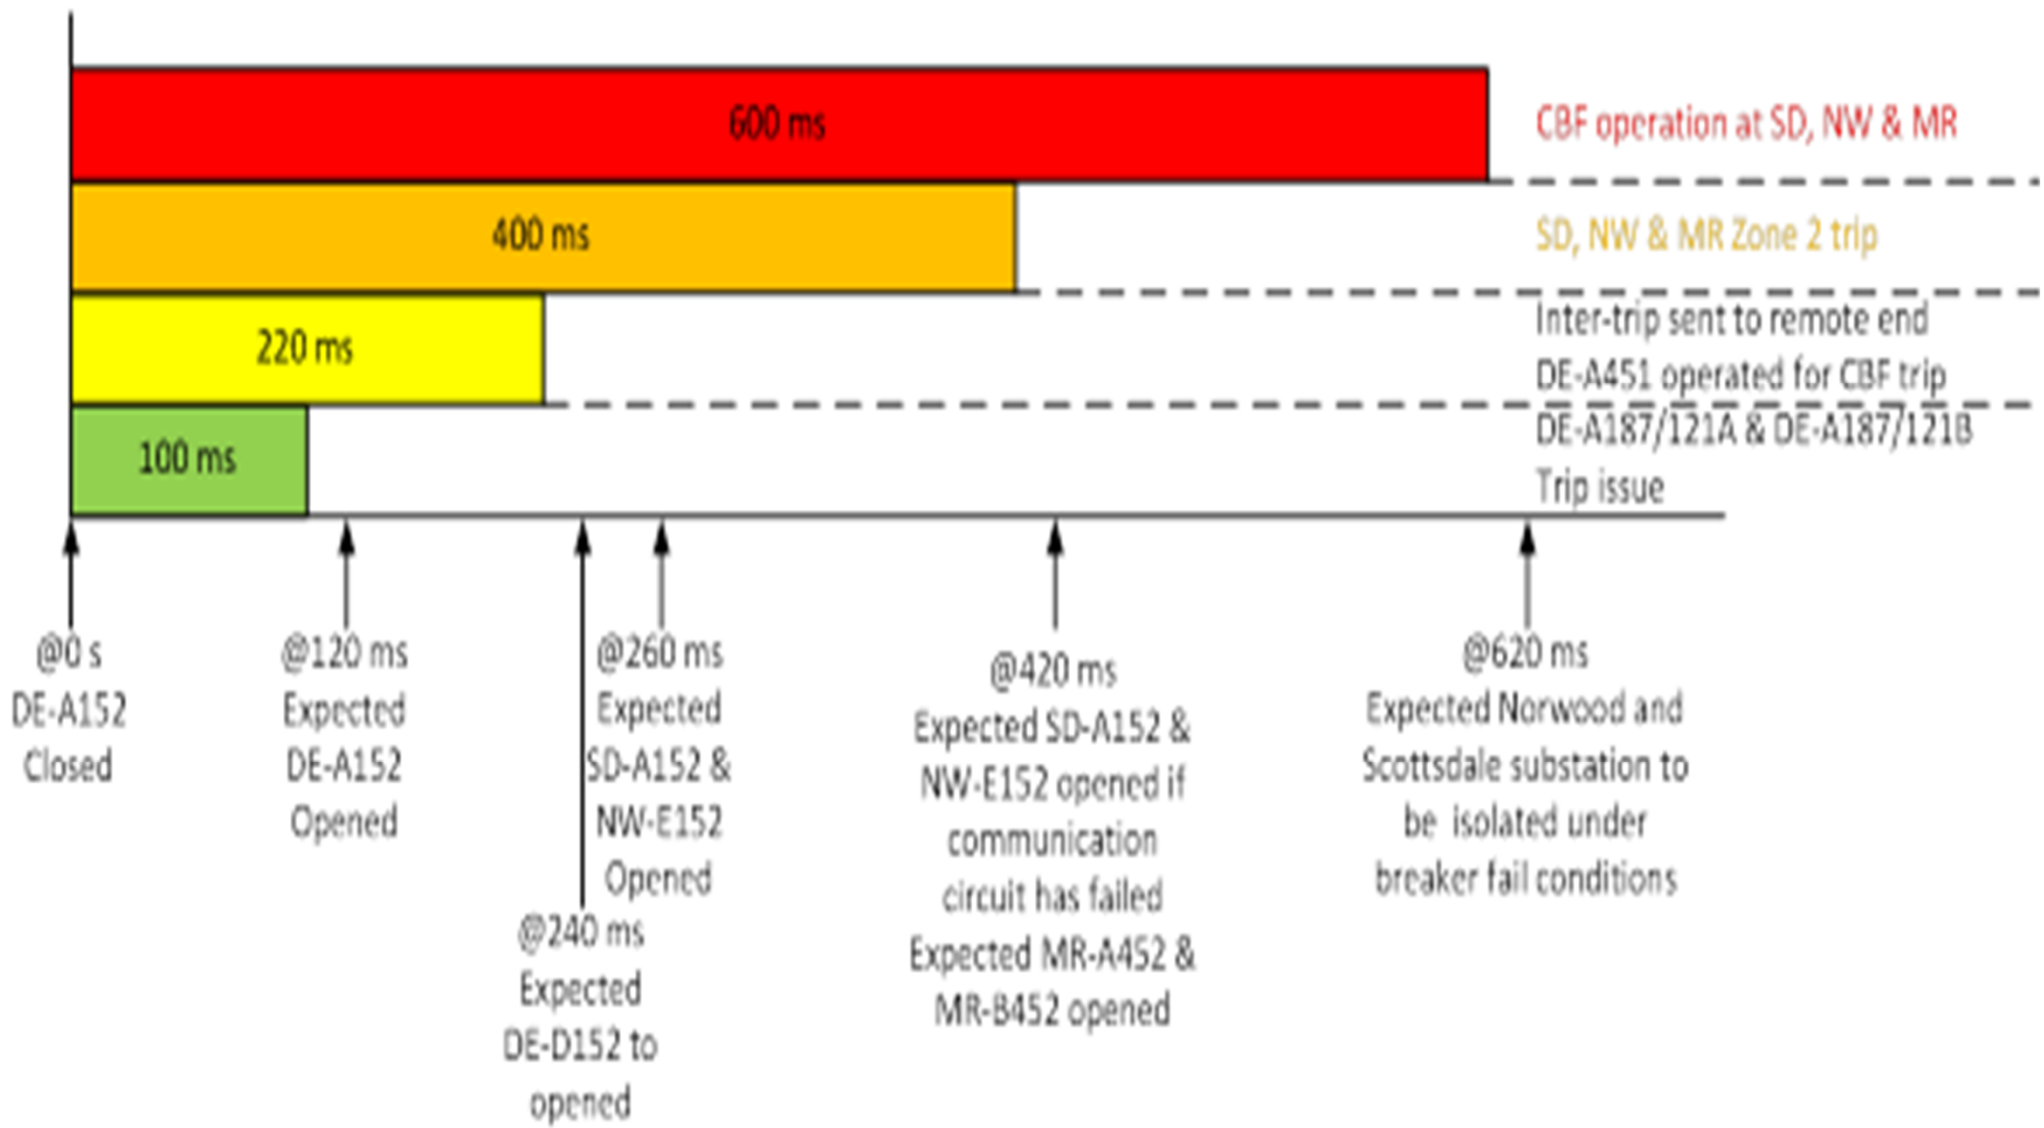 600 ms
CBF operation at SD, NW & MR
400 ms
SD, NW & MR Zone 2 trip
220 ms
Inter-trip sent to remote end
DE-A451 operated for CBF trip
100 ms
DE-A187/121A & DE-A187/121B
Trip issue
@0 s
DE-A152
Closed
@120 ms
Expected
DE-A152
Opened
@240 ms
Expected
DE-D152 to
opened
@260 ms
Expected
SD-A152 &
NW-E152
Opened
@420 ms
Expected SD-A152 &
NW-E152 opened if
communication
circuit has failed
Expected MR-A452 &
MR-B452 opened
@620 ms
Expected Norwood and
Scottsdale substation to
be isolated under
breaker fail conditions